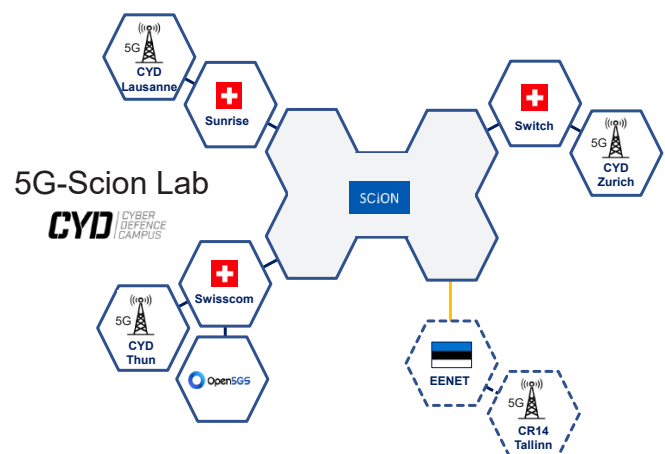 5G
CYD
Lausanne
Sunrise
Switch
5G
CYD
Zurich
5G-Scion Lab
CYD
CYBER
DEFENCE
CAMPUS
SCiON
Swisscom
5G
CYD
Thun
Open5GS
EENET
5G
CR14
Tallinn